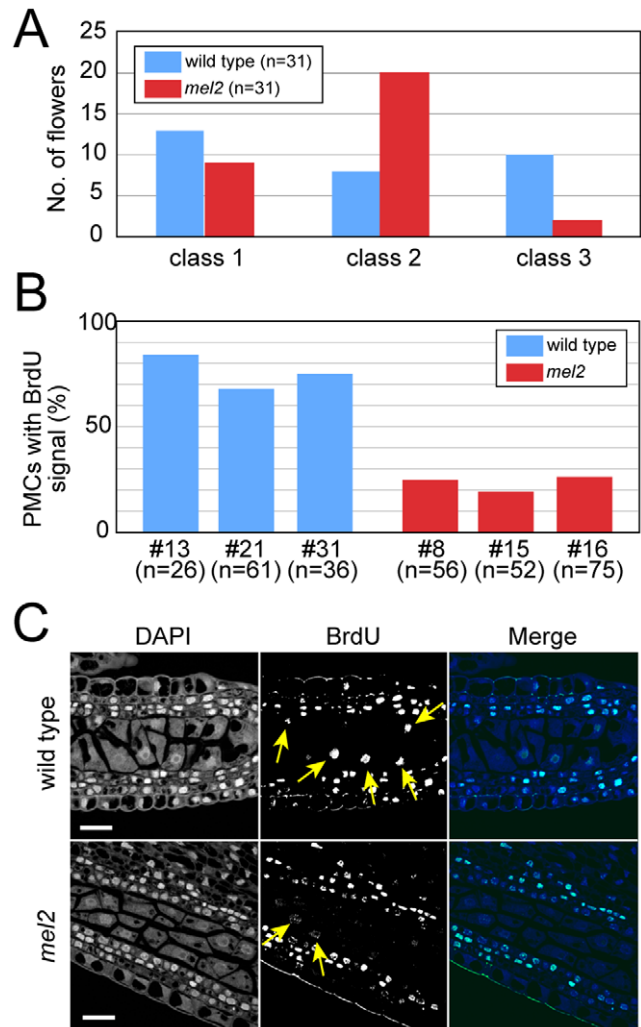 A
No. of flowers
25
20
15
10
5
0
wild type (n=31)
mel2 (n=31)
class 1 class 2 class 3
B
PMCs with BrdU
signal (%)
100
50
0
wild type
mel2
#13 #21 #31 #8 #15 #16
(n=26) (n=61) (n=36) (n=56) (n=52) (n=75)
C
DAPI BrdU Merge
wild type
mel2